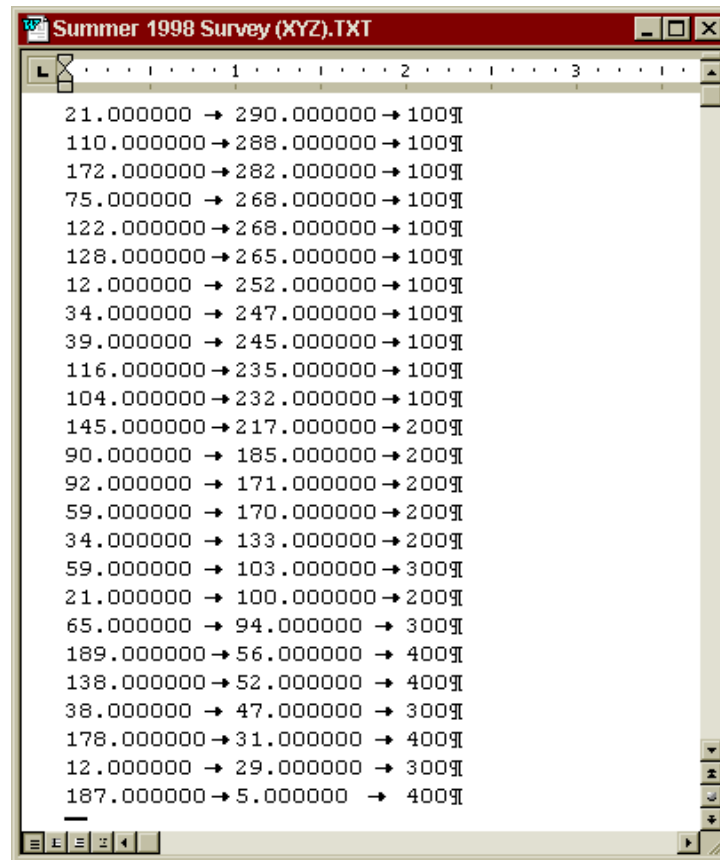 Summer 1998 Survey (XYZ).TXT
1 2 3
21.000000 → 290.000000→100¶
110.000000→288.000000→100¶
172.000000→282.000000→100¶
75.000000 → 268.000000→100¶
122.000000→268.000000→100¶
128.000000→265.000000→100¶
12.000000 → 252.000000→100¶
34.000000 → 247.000000→100¶
39.000000 → 245.000000→100¶
116.000000→235.000000→100¶
104.000000→232.000000→100¶
145.000000→217.000000→200¶
90.000000 → 185.000000→200¶
92.000000 → 171.000000→200¶
59.000000 → 170.000000→200¶
34.000000 → 133.000000→200¶
59.000000 → 103.000000→300¶
21.000000 → 100.000000→200¶
65.000000 → 94.000000 → 300¶
189.000000→56.000000 → 400¶
138.000000→52.000000 → 400¶
38.000000 → 47.000000 → 300¶
178.000000→31.000000 → 400¶
12.000000 → 29.000000 → 300¶
187.000000→5.000000 → 400¶